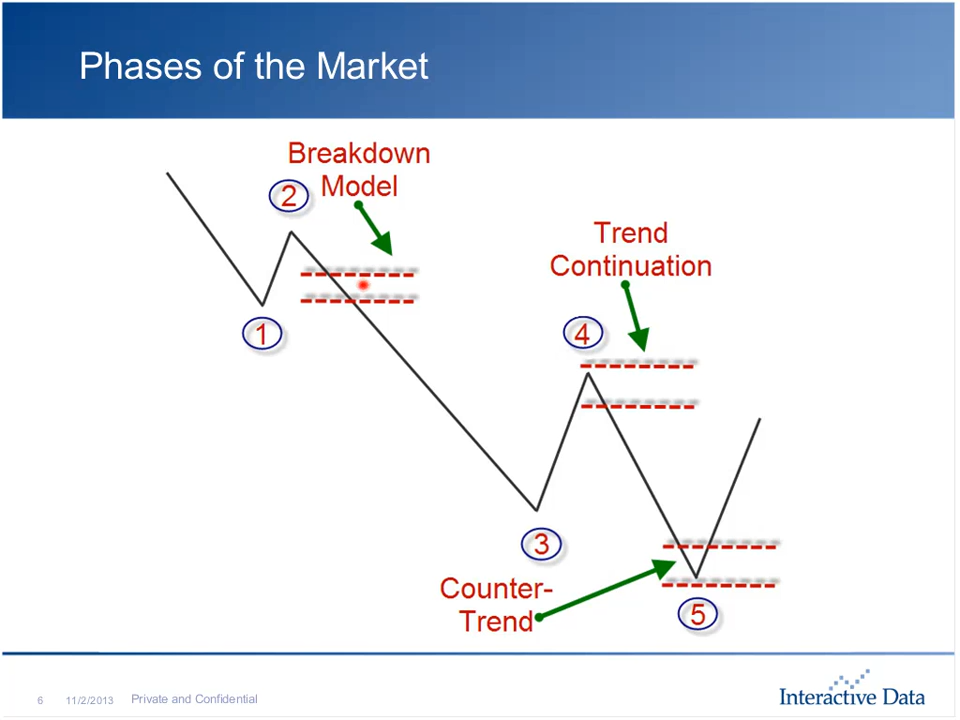 Phases of the Market
Breakdown
Model
2
Trend
Continuation
1
4
3
Counter-
Trend
5
6 11/2/2013 Private and Confidential
Interactive Data